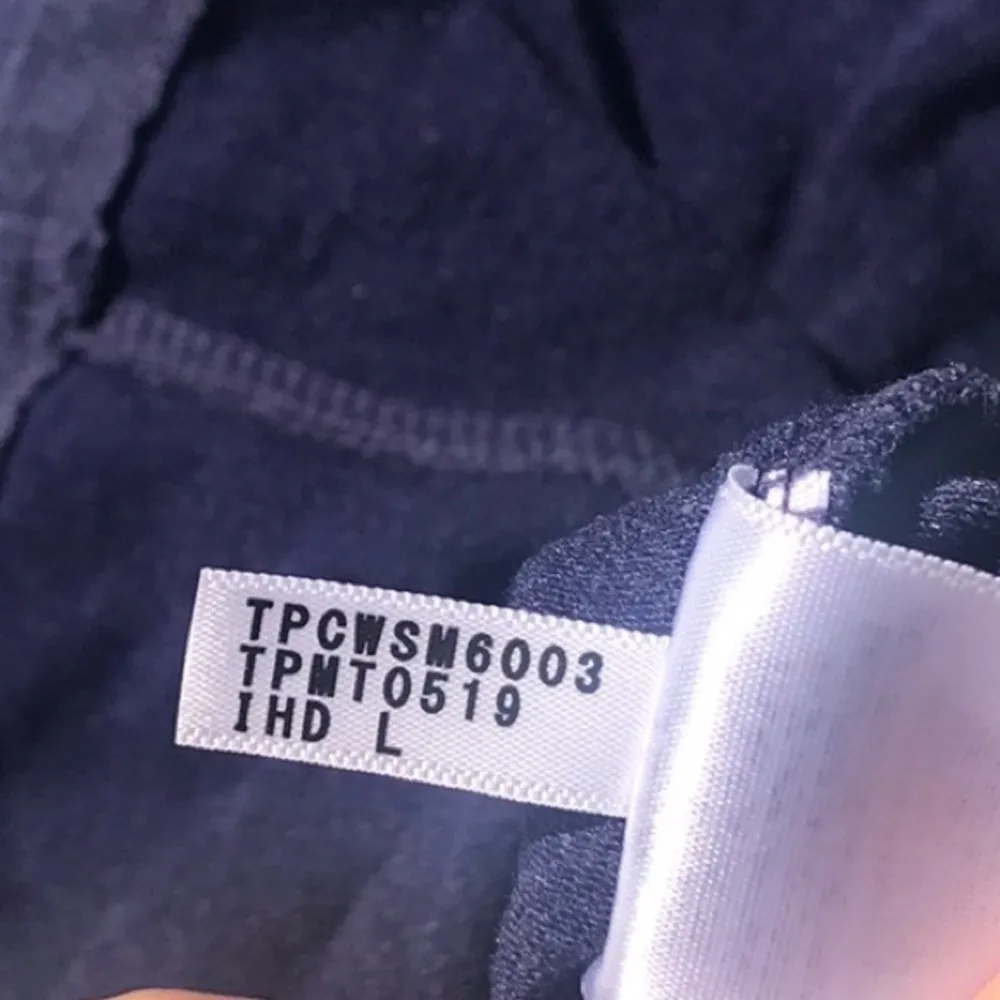 TPCWSM6003
TPMT0519
IHD L